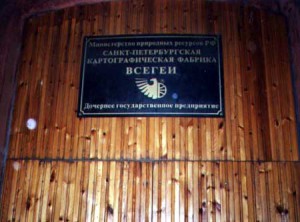 Министерство природных ресурсов РФ
САНКТ-ПЕТЕРБУРГСКАЯ
КАРТОГРАФИЧЕСКАЯ ФАБРИКА
ВСЕГЕИ
Дочернее государственное предприятие